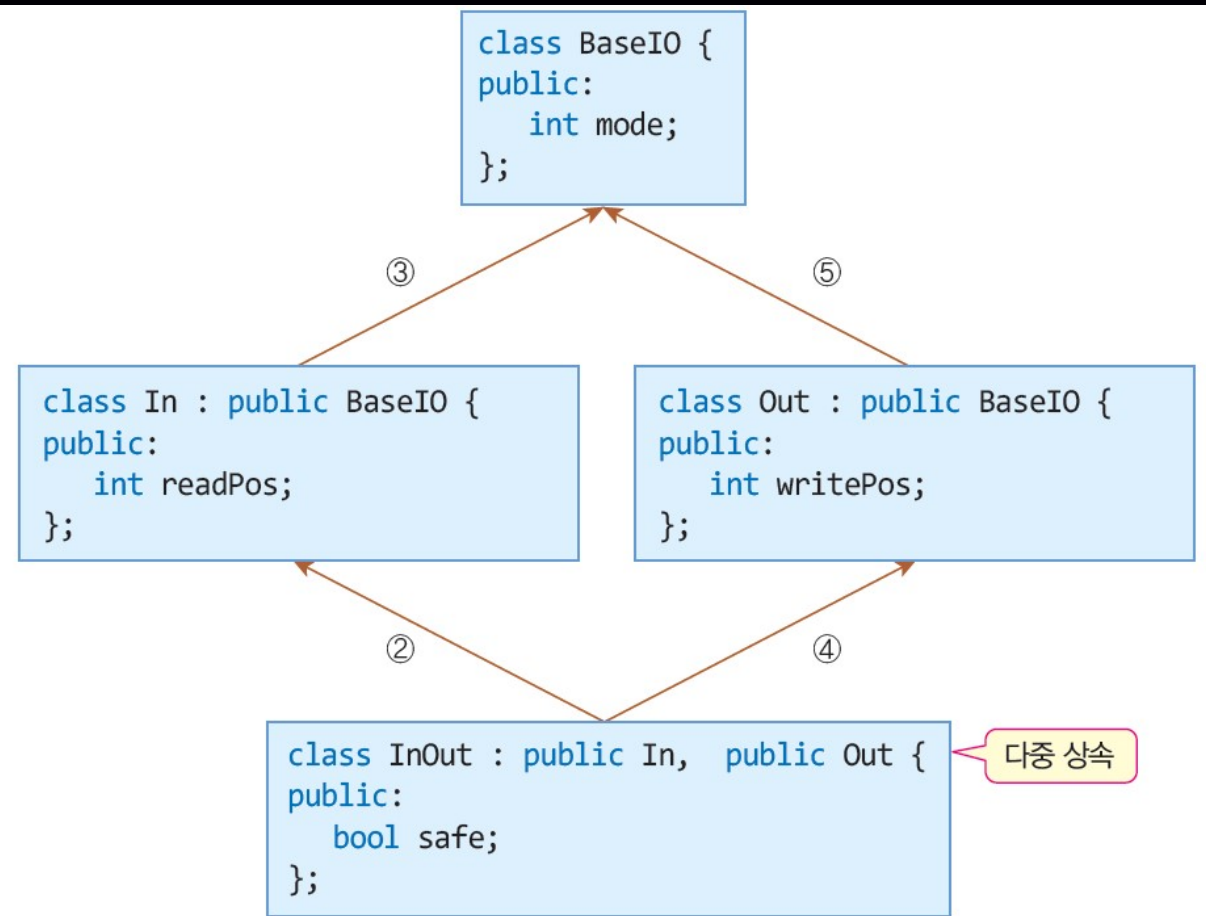 class BaseIO {
public:
   int mode;
};
③
⑤
class In : public BaseIO {
public:
   int readPos;
};
class Out : public BaseIO {
public:
   int writePos;
};
②
④
class InOut : public In,  public Out {
public:
   bool safe;
};
다중 상속